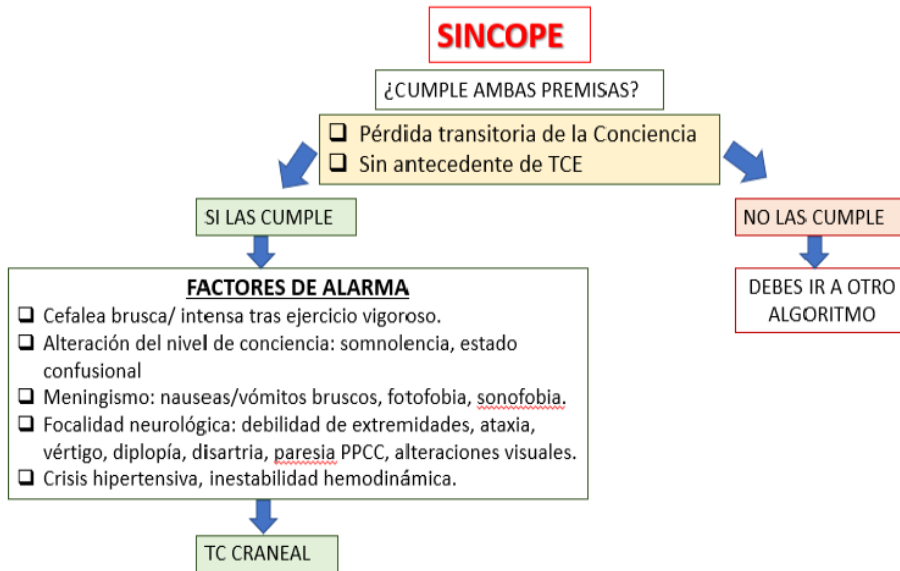 SINCOPE
¿CUMPLE AMBAS PREMISAS?
❑ Pérdida transitoria de la Conciencia
❑ Sin antecedente de TCE
SI LAS CUMPLE
NO LAS CUMPLE
FACTORES DE ALARMA
❑ Cefalea brusca/ intensa tras ejercicio vigoroso.
❑ Alteración del nivel de conciencia: somnolencia, estado
confusional
❑ Meningismo: nauseas/vómitos bruscos, fotofobia, sonofobia.
❑ Focalidad neurológica: debilidad de extremidades, ataxia,
vértigo, diplopía, disartria, paresia PPCC, alteraciones visuales.
❑ Crisis hipertensiva, inestabilidad hemodinámica.
DEBES IR A OTRO
ALGORITMO
TC CRANEAL